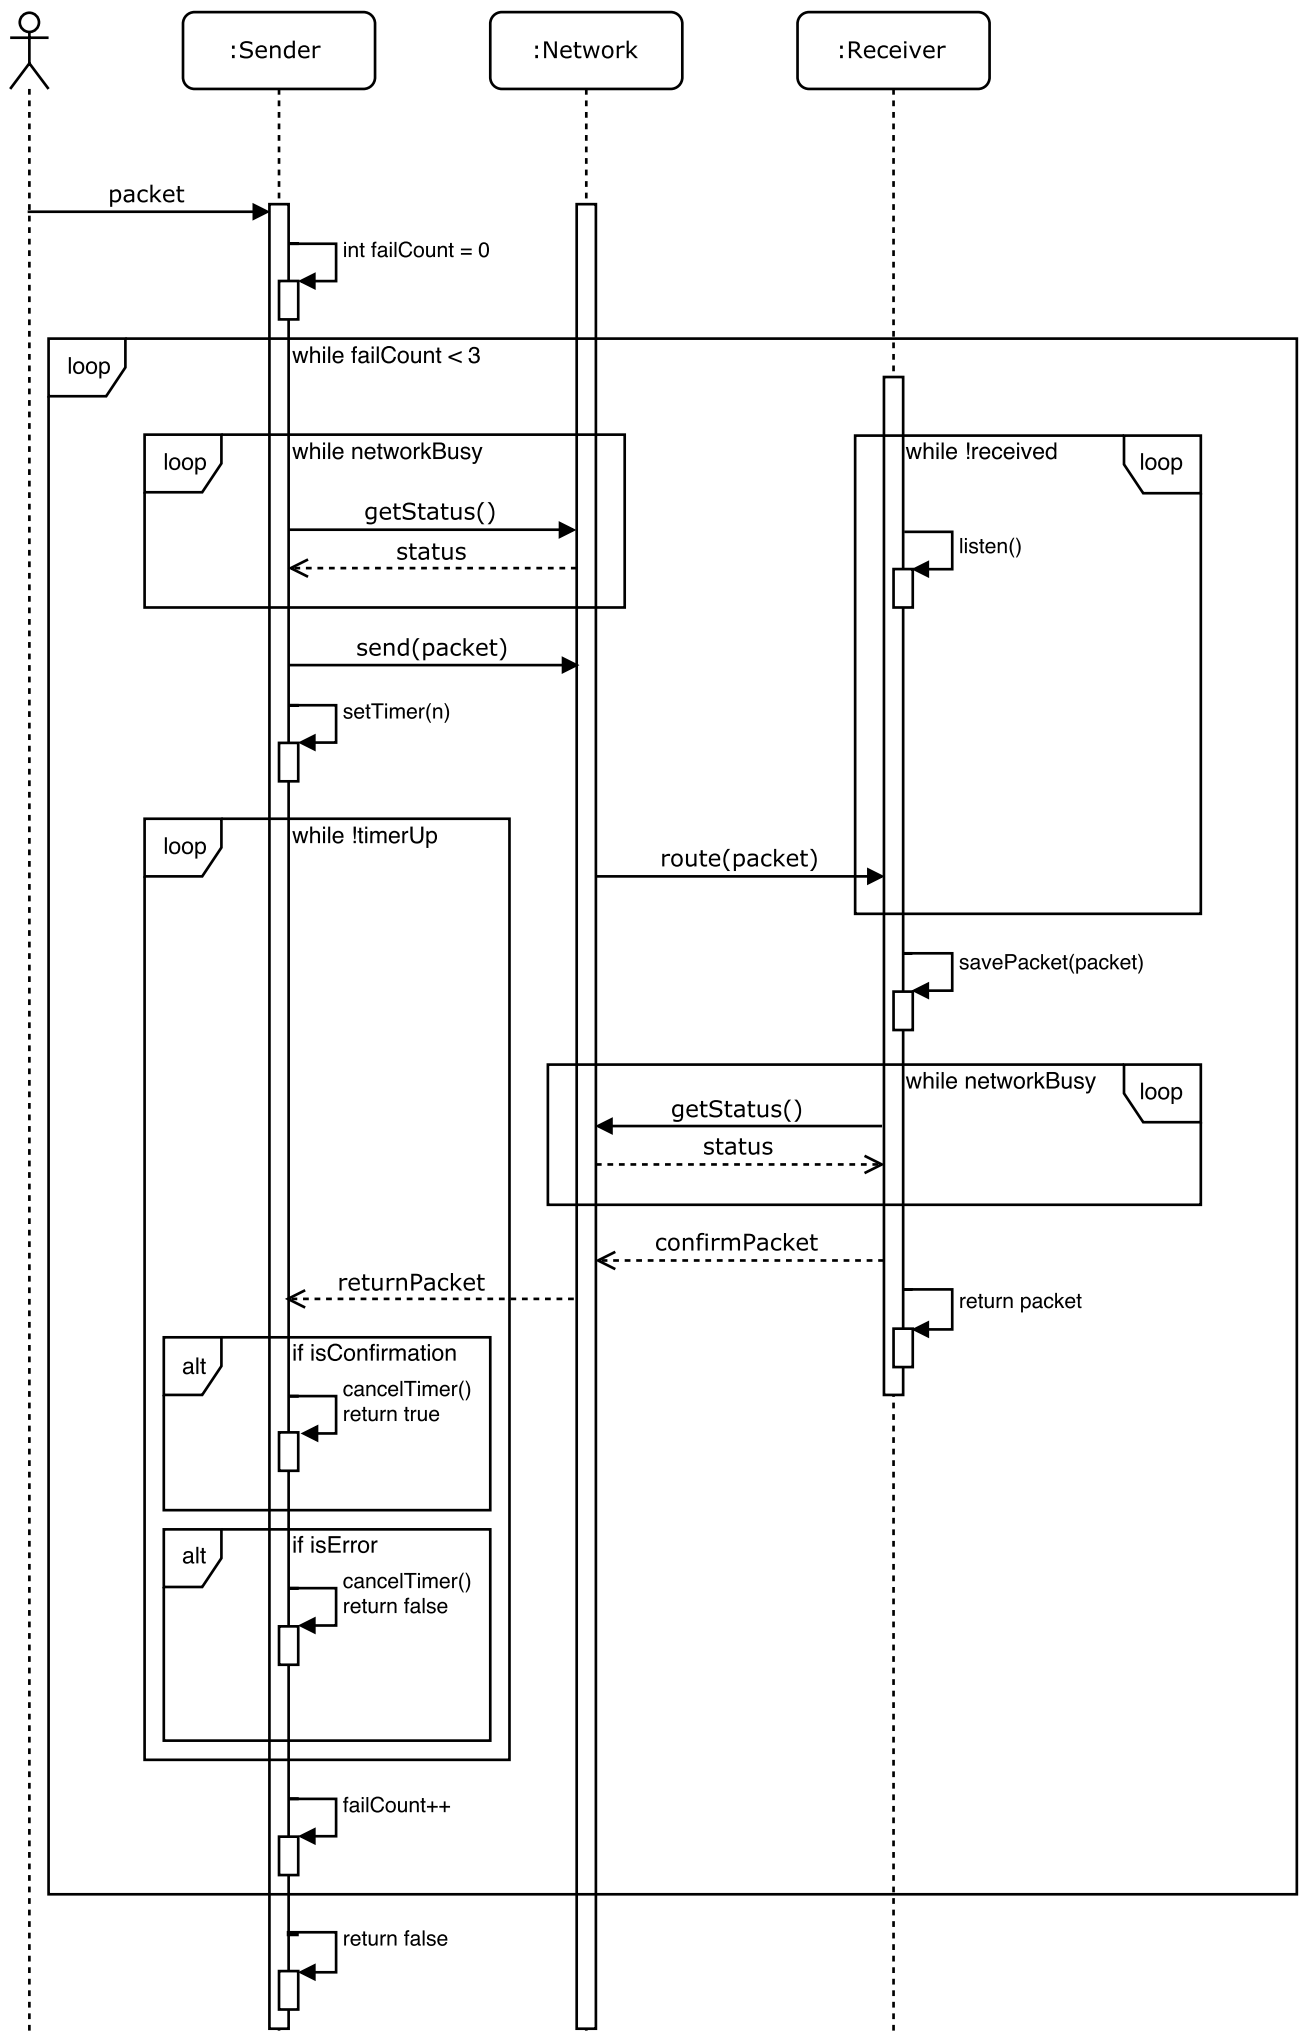 :Sender
:Network
:Receiver
packet
int failCount = 0
loop
while failCount < 3
loop
while networkBusy
while !received
loop
getStatus()
status
listen()
send(packet)
setTimer(n)
loop
while !timerUp
route(packet)
savePacket(packet)
while networkBusy
loop
getStatus()
status
confirmPacket
returnPacket
return packet
alt
if isConfirmation
cancelTimer()
return true
alt
if isError
cancelTimer()
return false
failCount++
return false